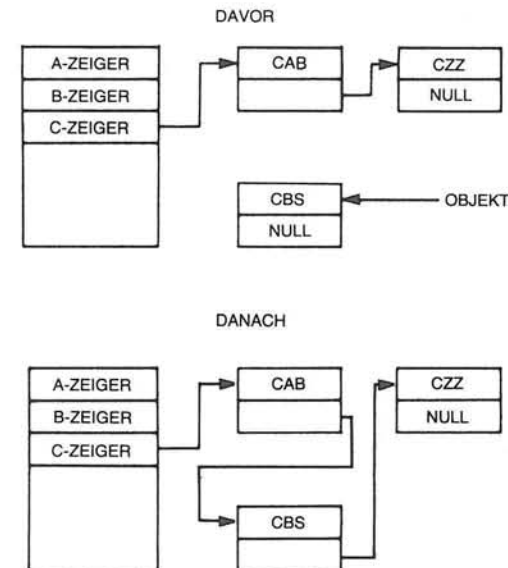 DAVOR
A-ZEIGER
B-ZEIGER
C-ZEIGER
CAB
CZZ
NULL
CBS
NULL
OBJEKT
DANACH
A-ZEIGER
B-ZEIGER
C-ZEIGER
CAB
CZZ
NULL
CBS